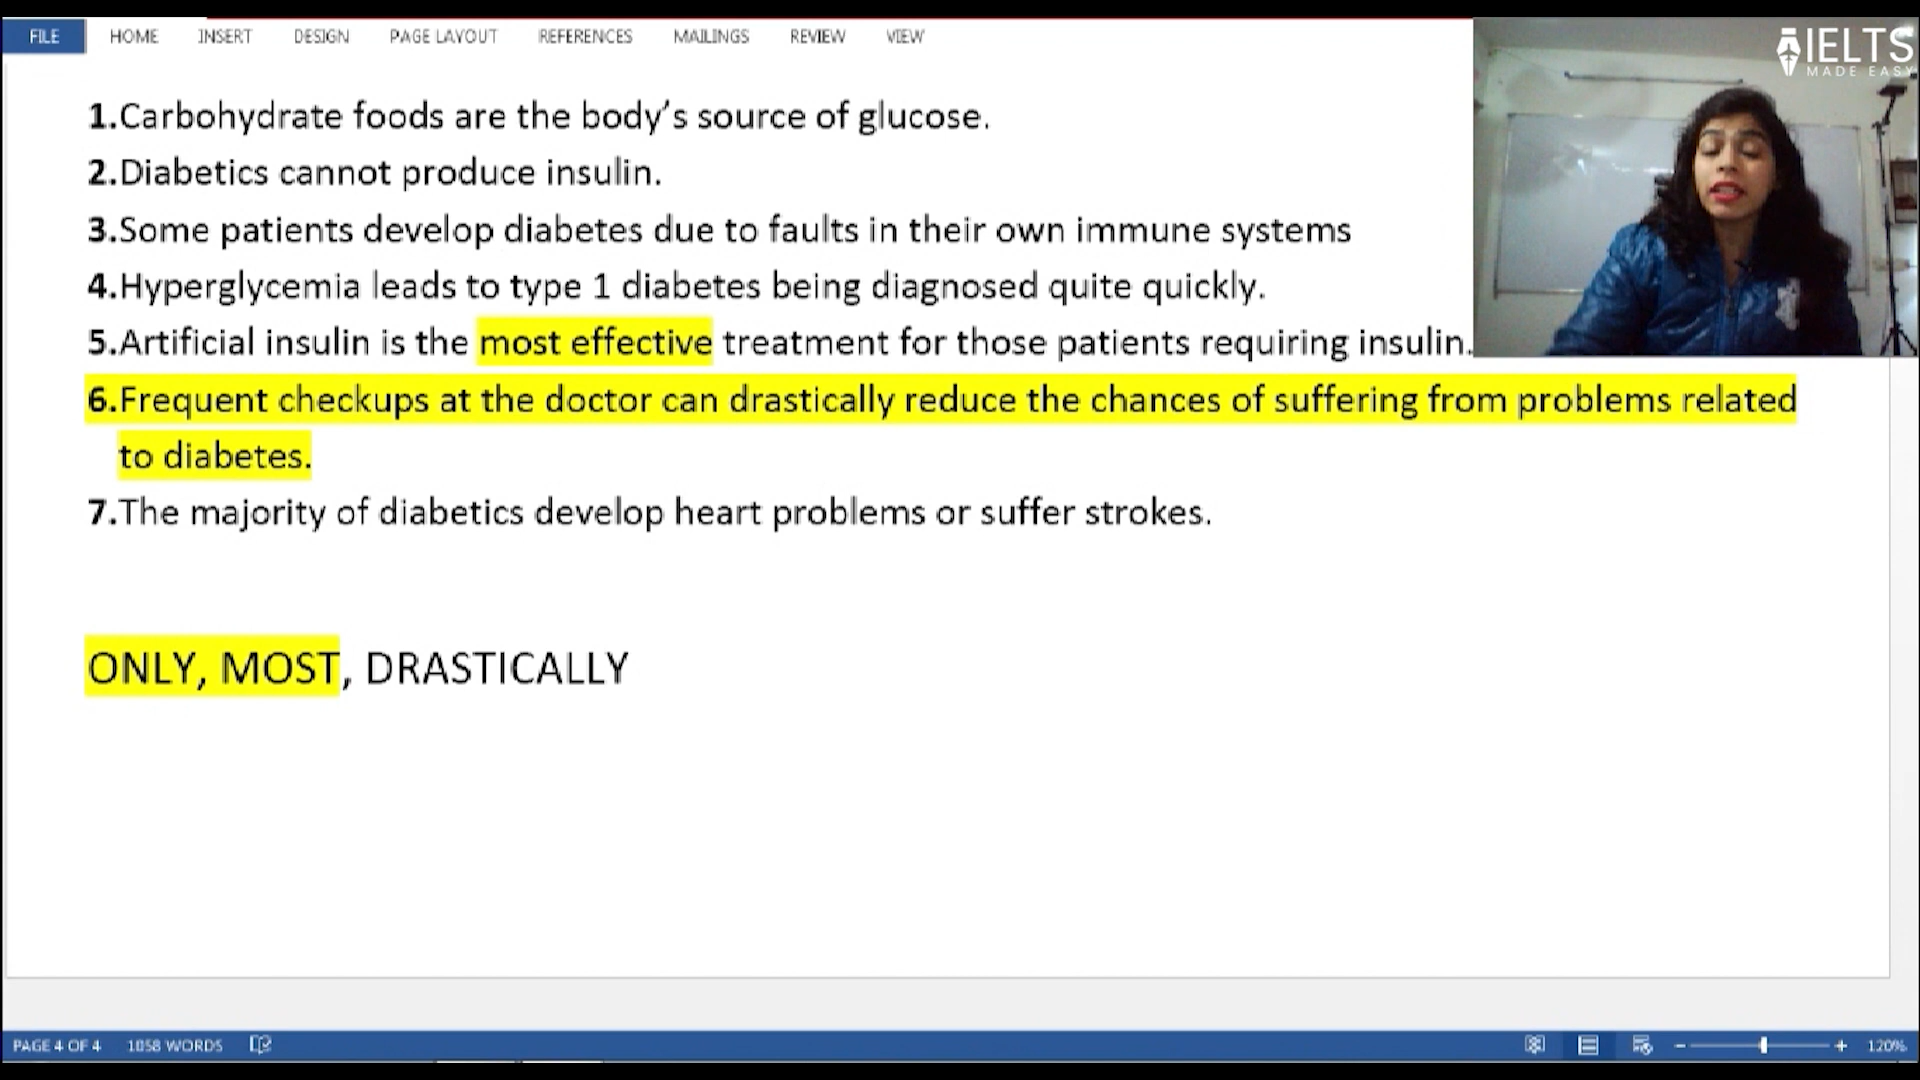 FILE HOME INSERT DESIGN PAGE LAYOUT REFERENCES MAILINGS REVIEW VIEW
IELTS
MADE EASY
1.Carbohydrate foods are the body’s source of glucose.
2.Diabetics cannot produce insulin.
3.Some patients develop diabetes due to faults in their own immune systems
4.Hyperglycemia leads to type 1 diabetes being diagnosed quite quickly.
5.Artificial insulin is the most effective treatment for those patients requiring insulin.
6.Frequent checkups at the doctor can drastically reduce the chances of suffering from problems related
to diabetes.
7.The majority of diabetics develop heart problems or suffer strokes.
ONLY, MOST, DRASTICALLY
PAGE 4 OF 4 1058 WORDS 120%